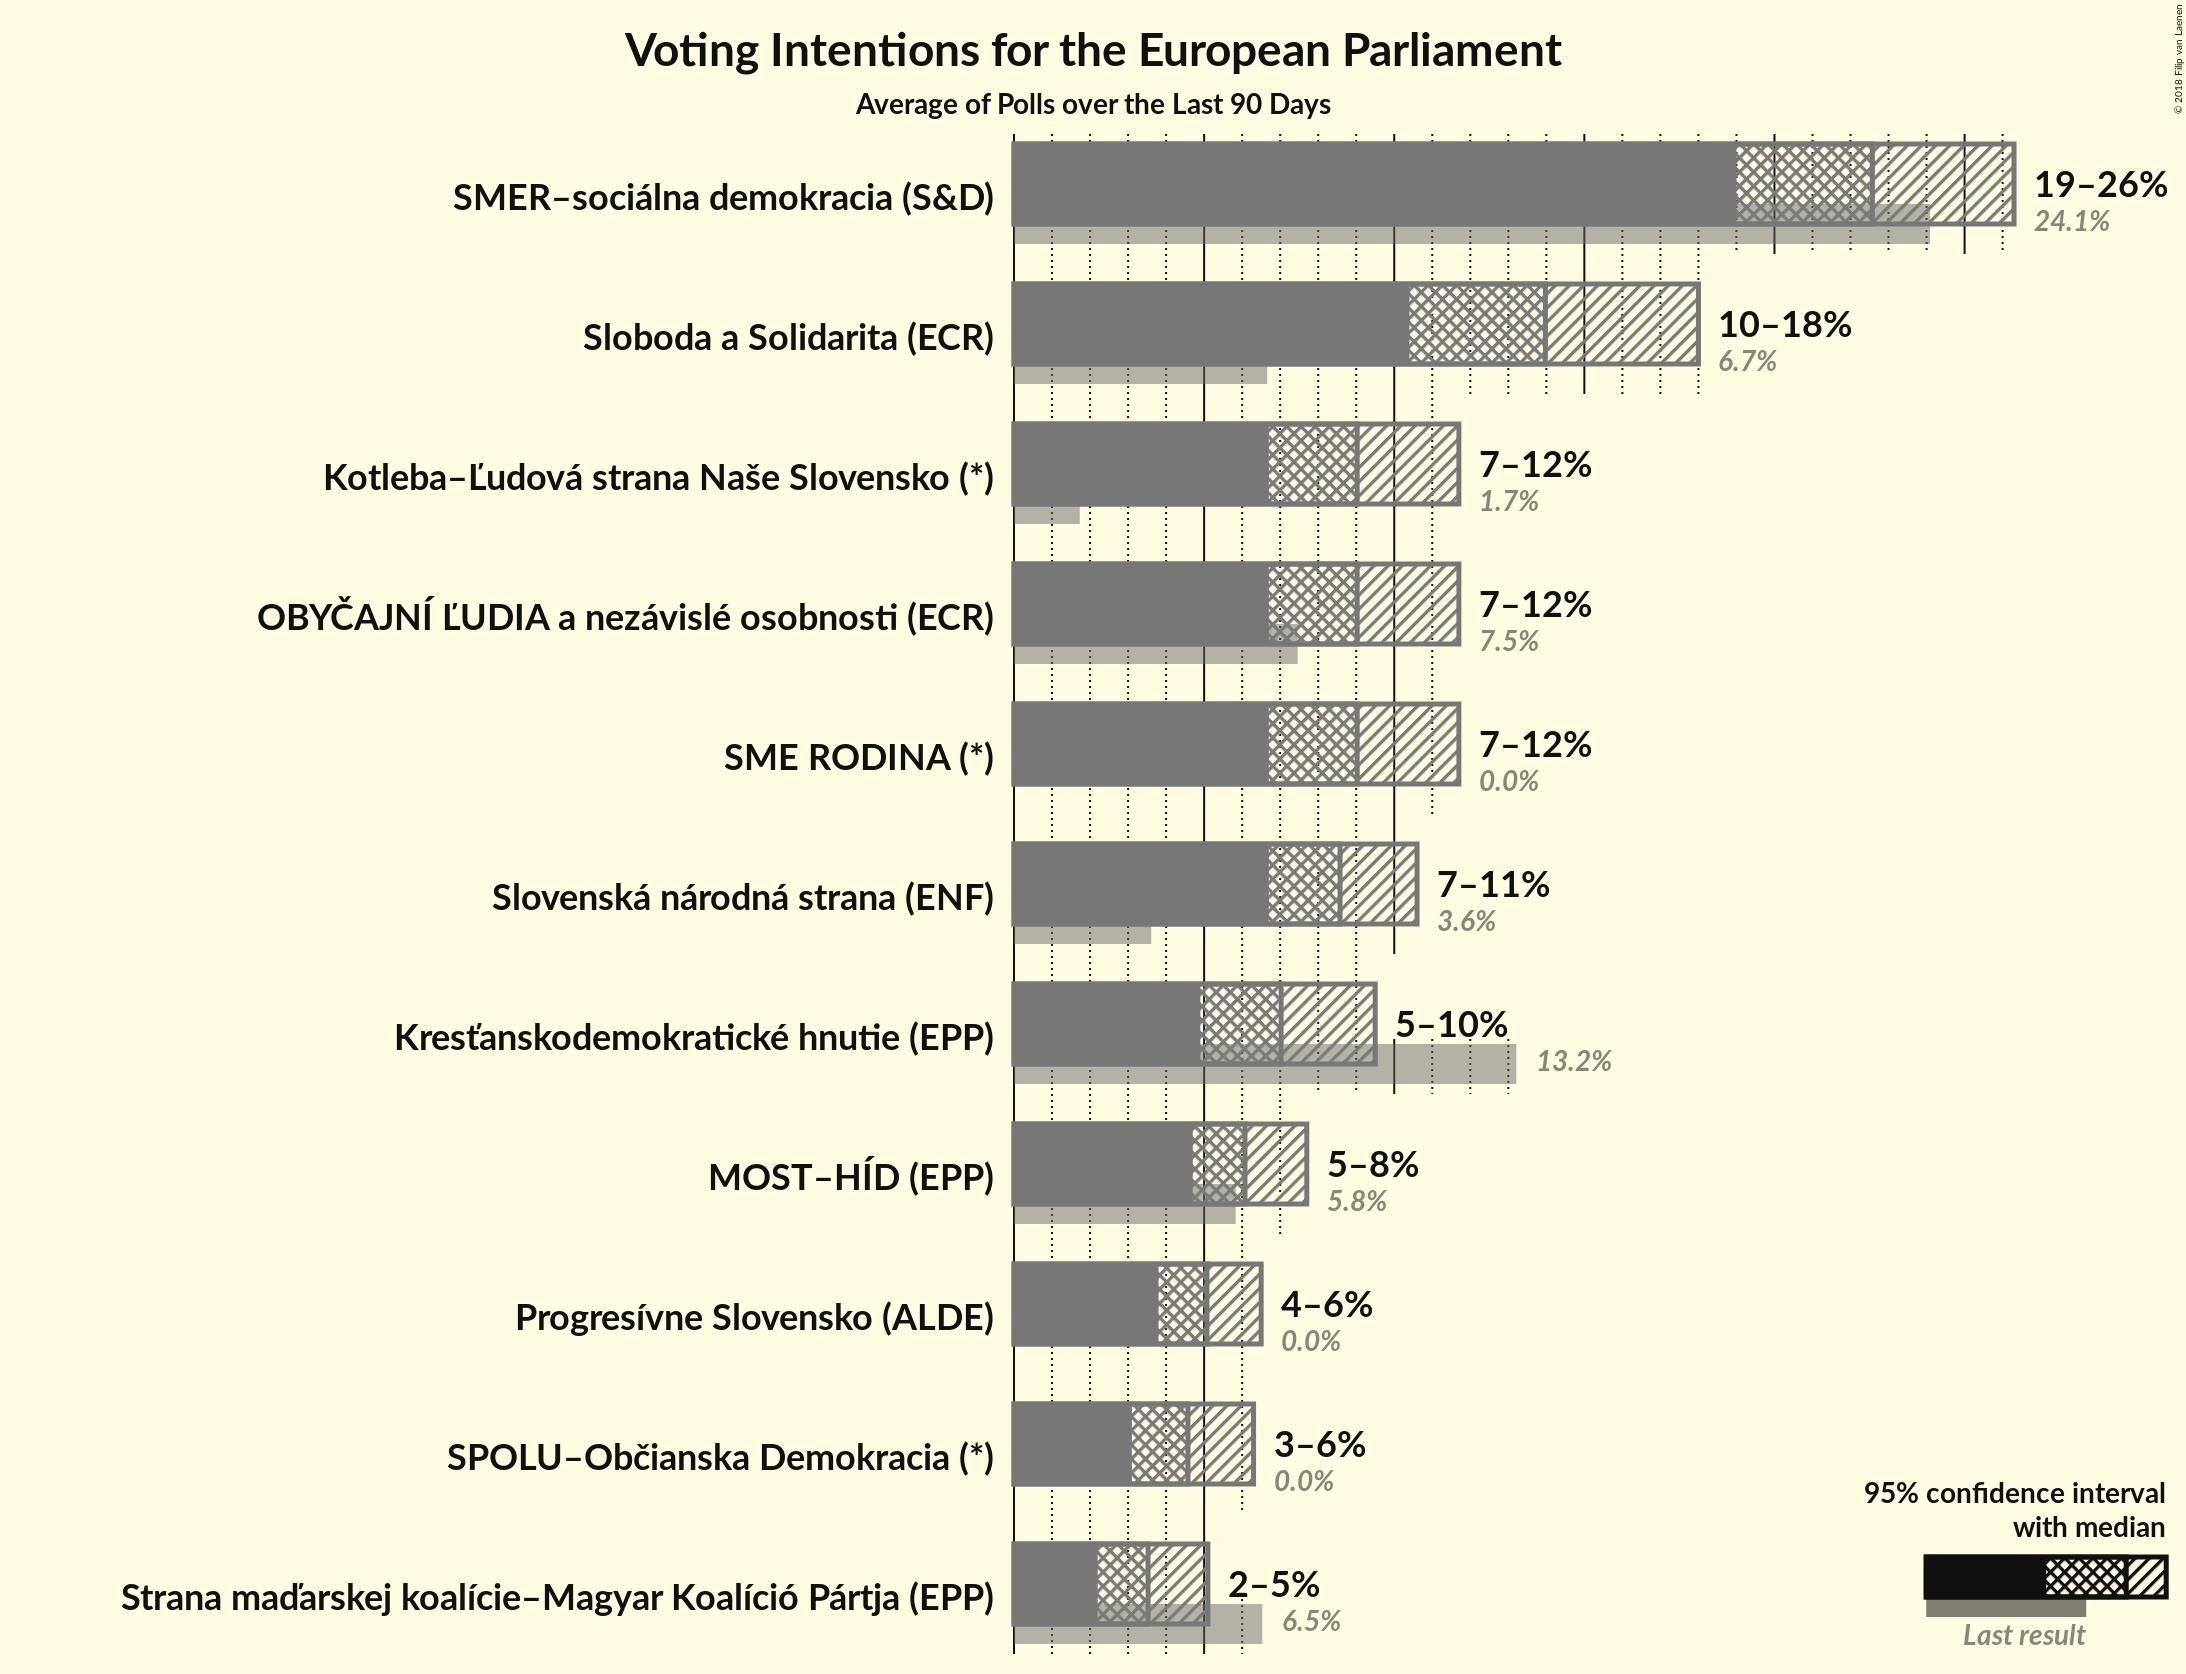 Voting Intentions for the European Parliament
Average of Polls over the Last 90 Days
© 2018 Filip van Laenen
SMER–sociálna demokracia (S&D)
19–26%
24.1%
Sloboda a Solidarita (ECR)
10–18%
6.7%
Kotleba–Ľudová strana Naše Slovensko (*)
7–12%
1.7%
OBYČAJNÍ ĽUDIA a nezávislé osobnosti (ECR)
7–12%
7.5%
SME RODINA (*)
7–12%
0.0%
Slovenská národná strana (ENF)
7–11%
3.6%
Kresťanskodemokratické hnutie (EPP)
5–10%
13.2%
MOST–HÍD (EPP)
5–8%
5.8%
Progresívne Slovensko (ALDE)
4–6%
0.0%
SPOLU–Občianska Demokracia (*)
3–6%
0.0%
Strana maďarskej koalície–Magyar Koalíció Pártja (EPP)
2–5%
6.5%
95% confidence interval
with median
Last result